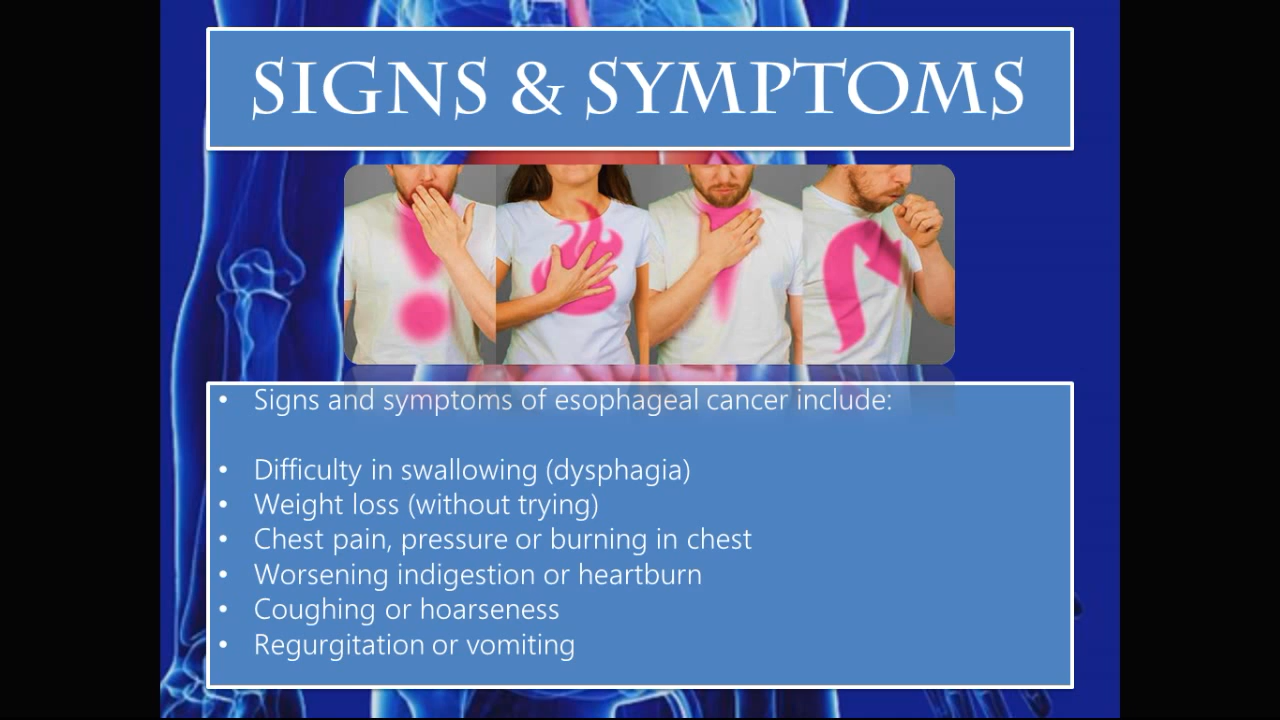 SIGNS & SYMPTOMS
• Signs and symptoms of esophageal cancer include:
• Difficulty in swallowing (dysphagia)
• Weight loss (without trying)
• Chest pain, pressure or burning in chest
• Worsening indigestion or heartburn
• Coughing or hoarseness
• Regurgitation or vomiting